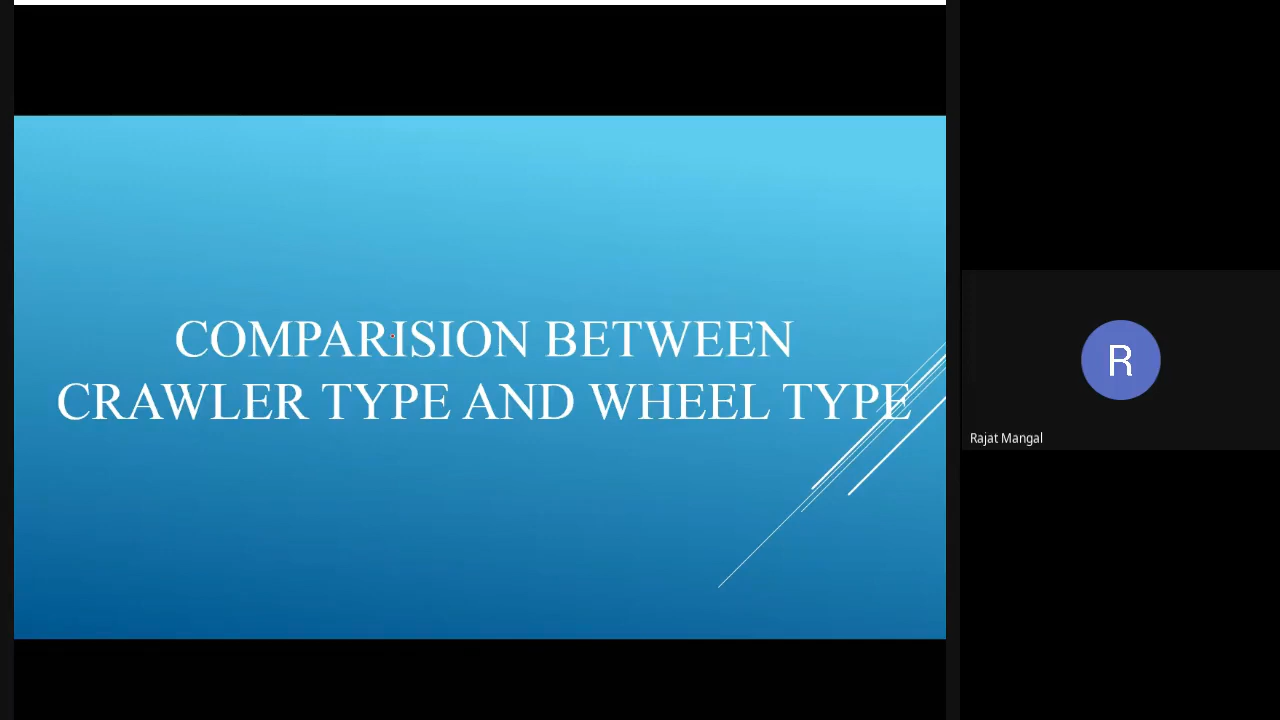 COMPARISION BETWEEN
CRAWLER TYPE AND WHEEL TYPE
R
Rajat Mangal